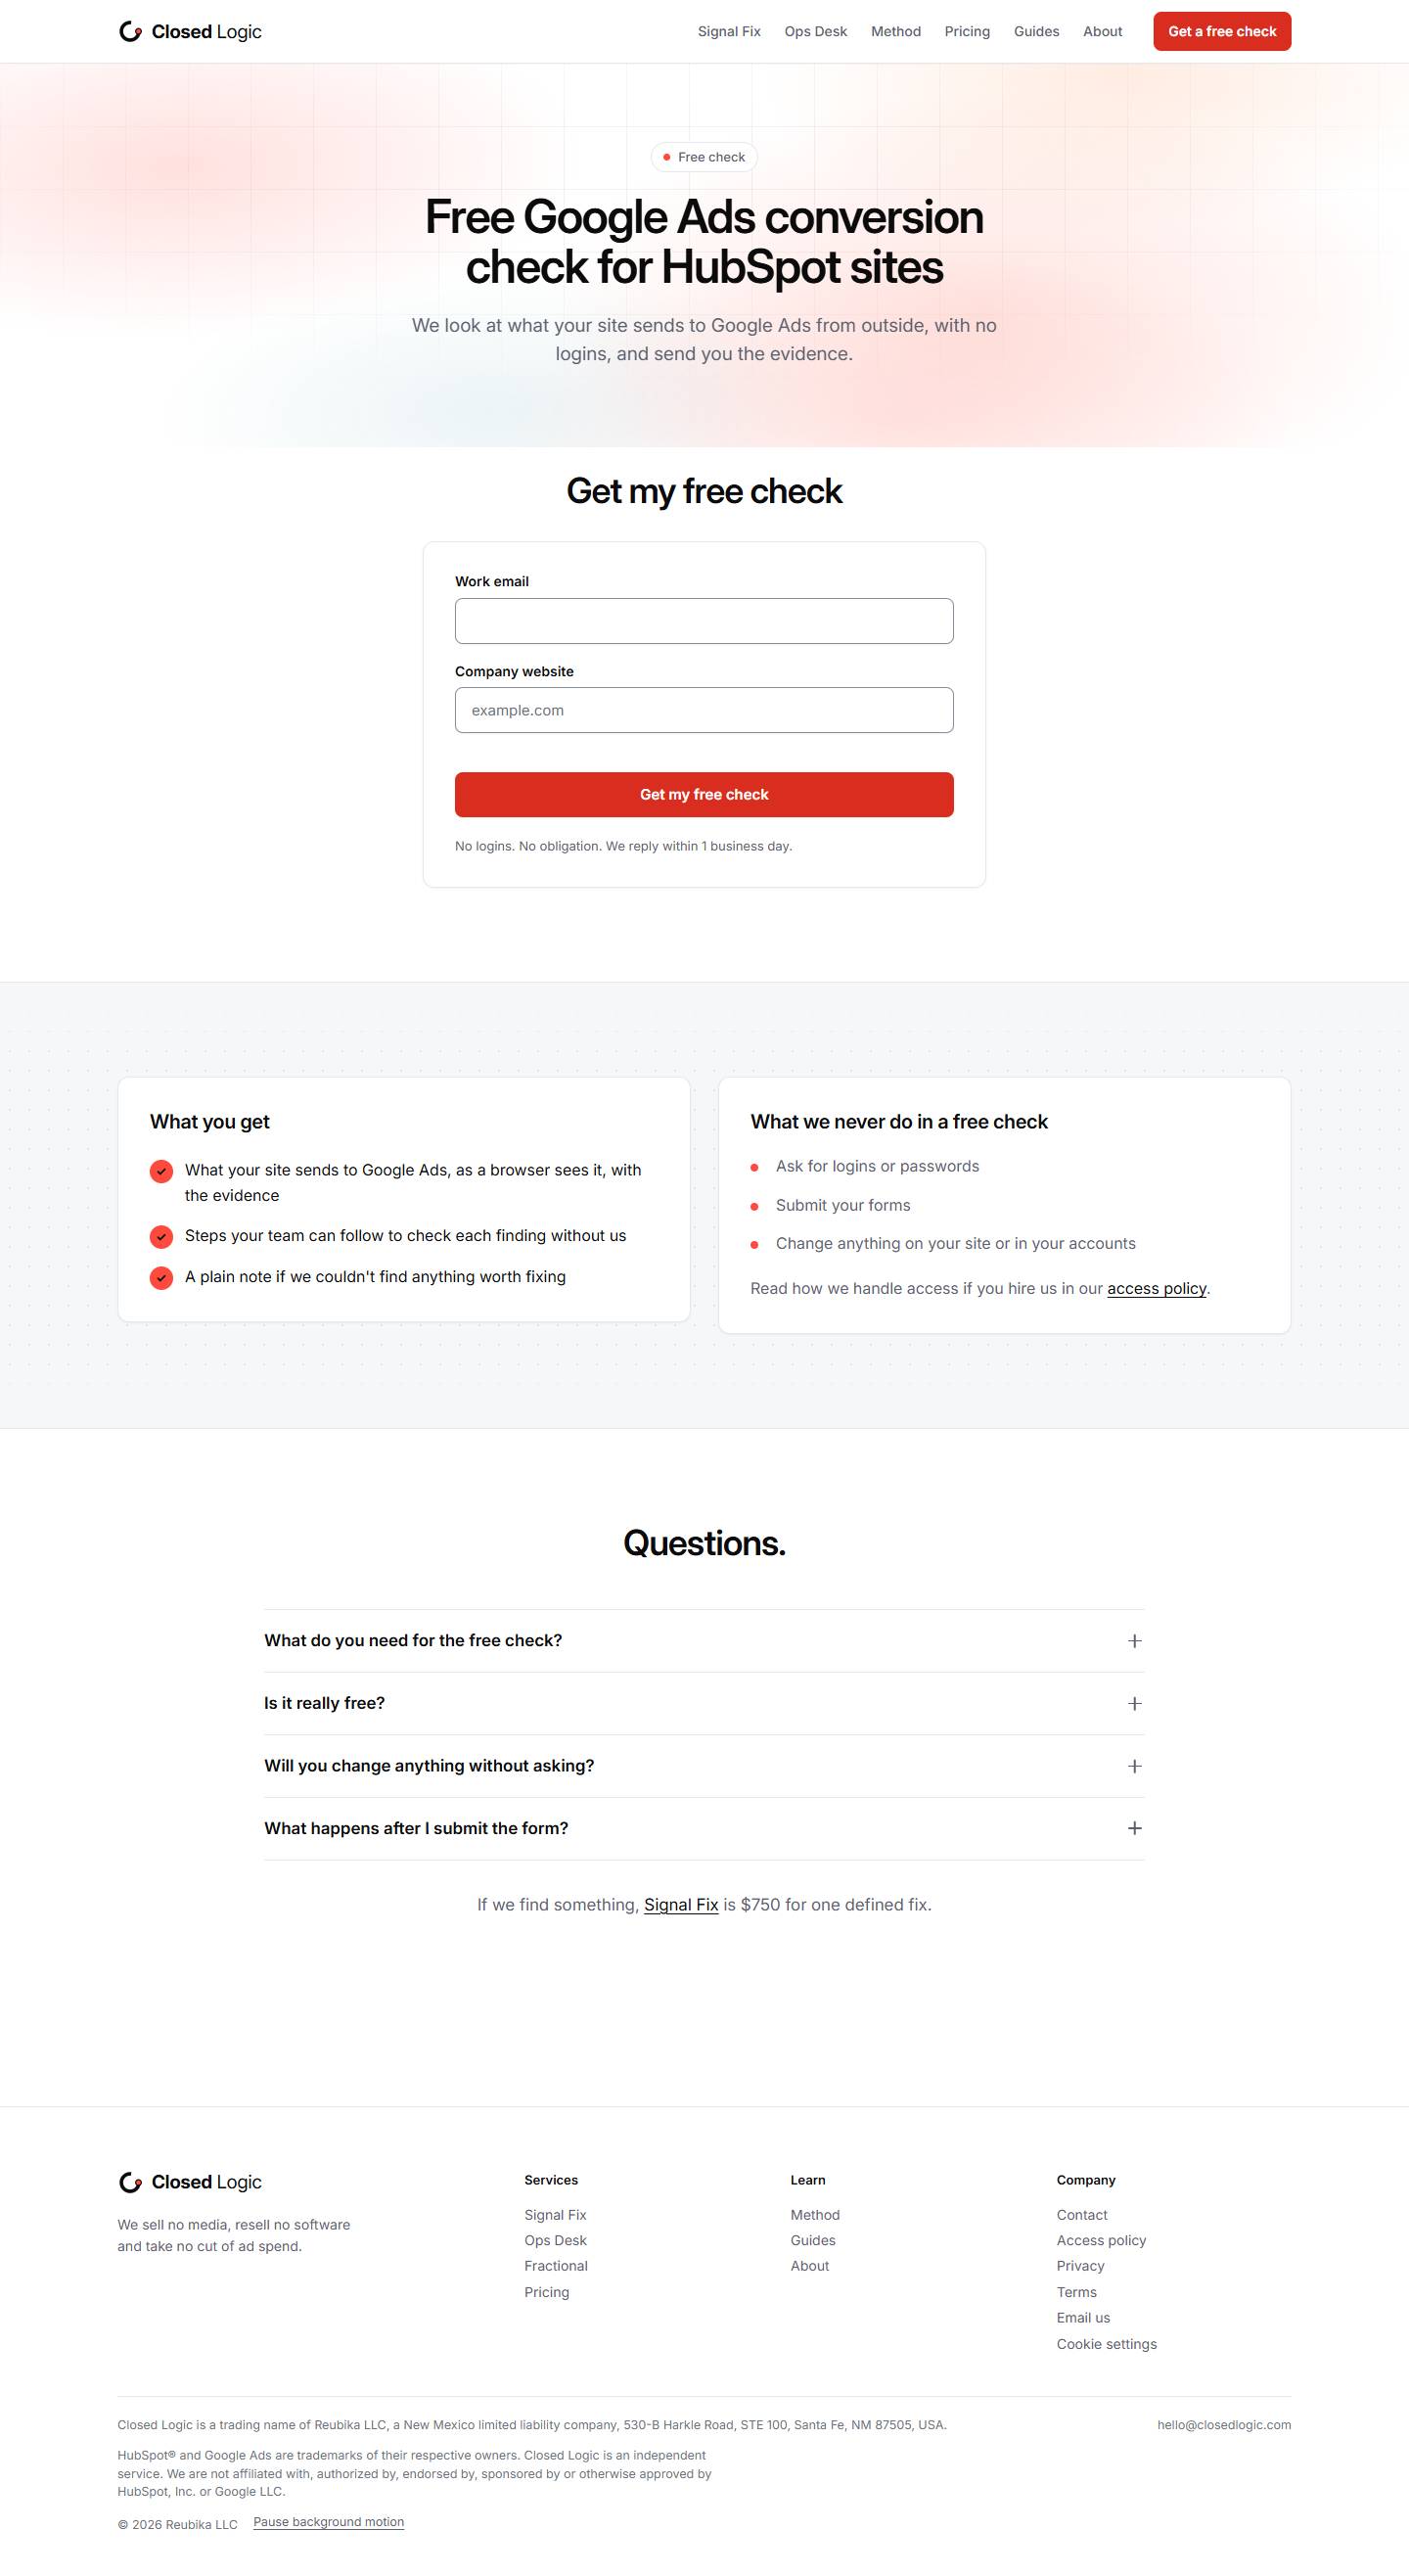 Closed Logic
Signal Fix
Ops Desk
Method
Pricing
Guides
About
Get a free check
Free check
Free Google Ads conversion
check for HubSpot sites
We look at what your site sends to Google Ads from outside, with no
logins, and send you the evidence.
Get my free check
Work email
Company website
example.com
Get my free check
No logins. No obligation. We reply within 1 business day.
What you get
What your site sends to Google Ads, as a browser sees it, with
the evidence
Steps your team can follow to check each finding without us
A plain note if we couldn't find anything worth fixing
What we never do in a free check
Ask for logins or passwords
Submit your forms
Change anything on your site or in your accounts
Read how we handle access if you hire us in our access policy.
Questions.
What do you need for the free check?
Is it really free?
Will you change anything without asking?
What happens after I submit the form?
If we find something, Signal Fix is $750 for one defined fix.
Closed Logic
We sell no media, resell no software
and take no cut of ad spend.
Services
Signal Fix
Ops Desk
Fractional
Pricing
Learn
Method
Guides
About
Company
Contact
Access policy
Privacy
Terms
Email us
Cookie settings
Closed Logic is a trading name of Reubika LLC, a New Mexico limited liability company, 530-B Harkle Road, STE 100, Santa Fe, NM 87505, USA.
hello@closedlogic.com
HubSpot® and Google Ads are trademarks of their respective owners. Closed Logic is an independent
service. We are not affiliated with, authorized by, endorsed by, sponsored by or otherwise approved by
HubSpot, Inc. or Google LLC.
© 2026 Reubika LLC
Pause background motion